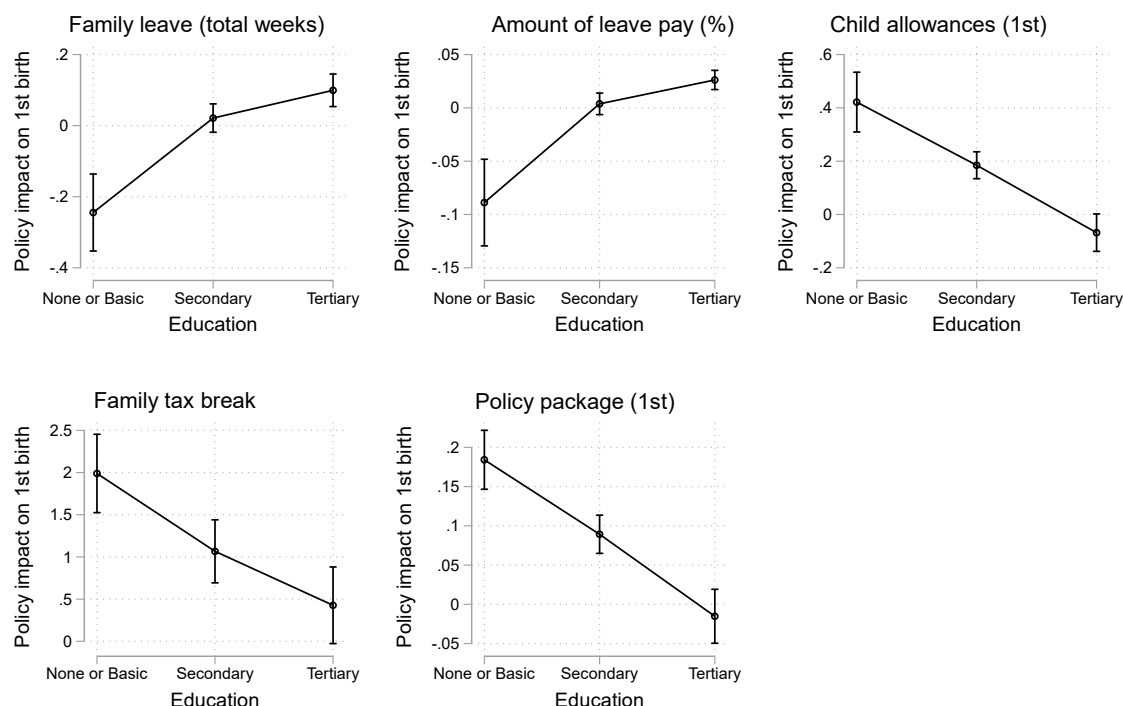 Family leave (total weeks)
Policy impact on 1st birth
.2
0
-.2
-.4
None or Basic Secondary Tertiary
Education
Amount of leave pay (%)
Policy impact on 1st birth
.05
0
-.05
-.1
-.15
None or Basic Secondary Tertiary
Education
Child allowances (1st)
Policy impact on 1st birth
.6
.4
.2
0
-.2
None or Basic Secondary Tertiary
Education
Family tax break
Policy impact on 1st birth
2.5
2
1.5
1
.5
0
None or Basic Secondary Tertiary
Education
Policy package (1st)
Policy impact on 1st birth
.2
.15
.1
.05
0
-.05
None or Basic Secondary Tertiary
Education